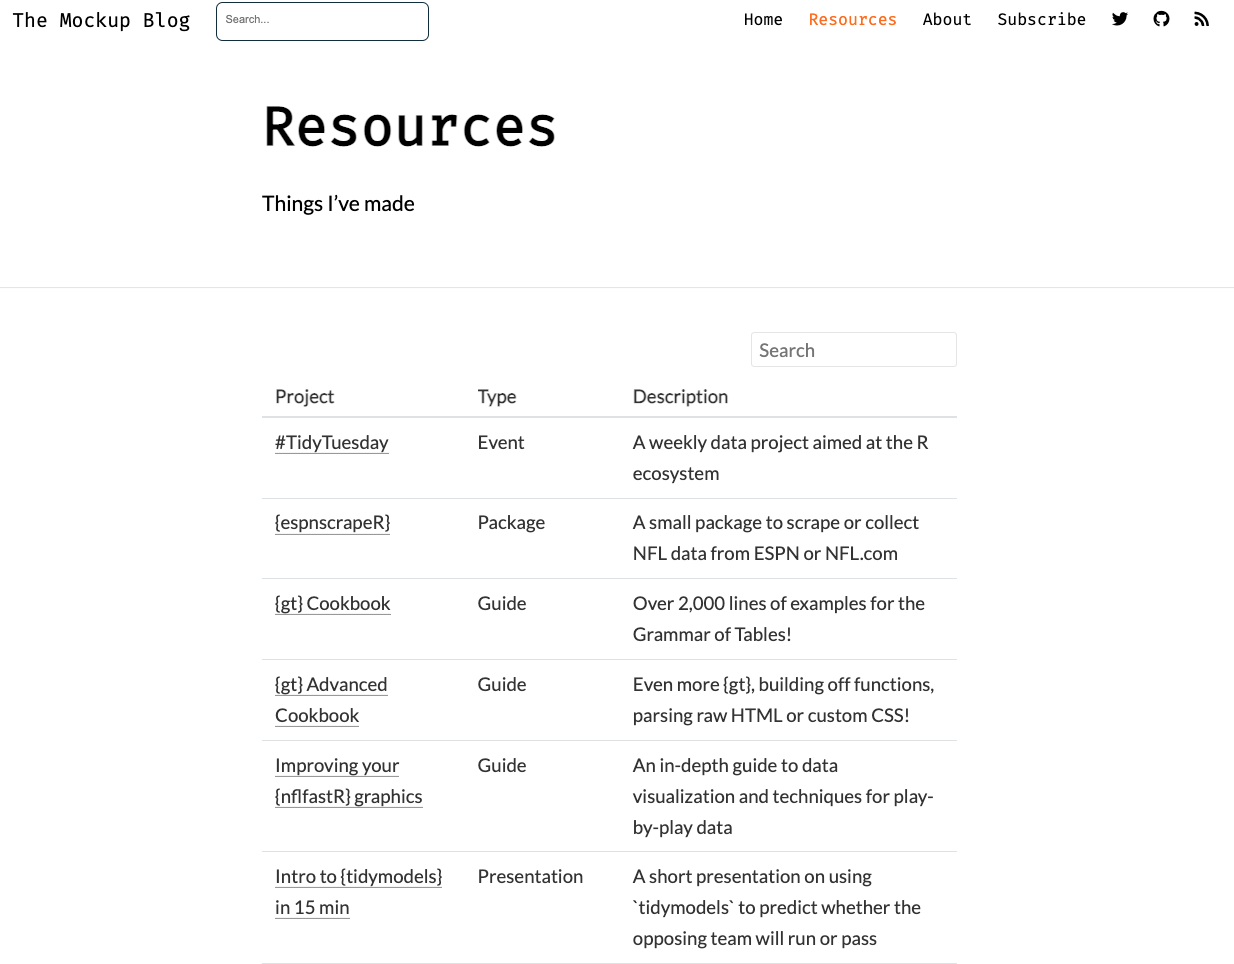 The Mockup Blog
Search...
Home Resources About Subscribe
Resources
Things I’ve made
Search
Project Type Description
#TidyTuesday Event A weekly data project aimed at the R
ecosystem
{espnscrapeR} Package A small package to scrape or collect
NFL data from ESPN or NFL.com
{gt} Cookbook Guide Over 2,000 lines of examples for the
Grammar of Tables!
{gt} Advanced Guide Even more {gt}, building off functions,
Cookbook parsing raw HTML or custom CSS!
Improving your Guide An in-depth guide to data
{nflfastR} graphics visualization and techniques for play-
by-play data
Intro to {tidymodels} Presentation A short presentation on using
in 15 min `tidymodels` to predict whether the
opposing team will run or pass